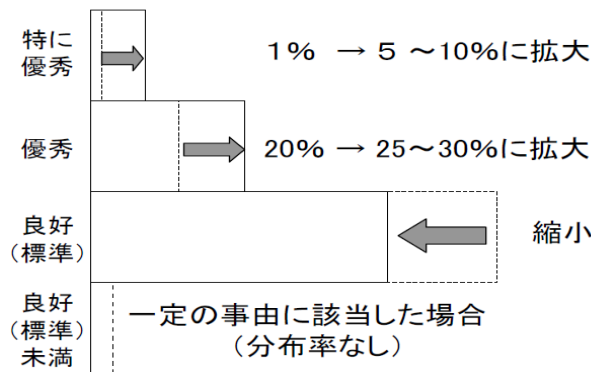 特に
優秀
1% → 5 ~10%に拡大
優秀
20% → 25~30%に拡大
良好
(標準)
縮小
良好
(標準)
未満
一定の事由に該当した場合
(分布率なし)